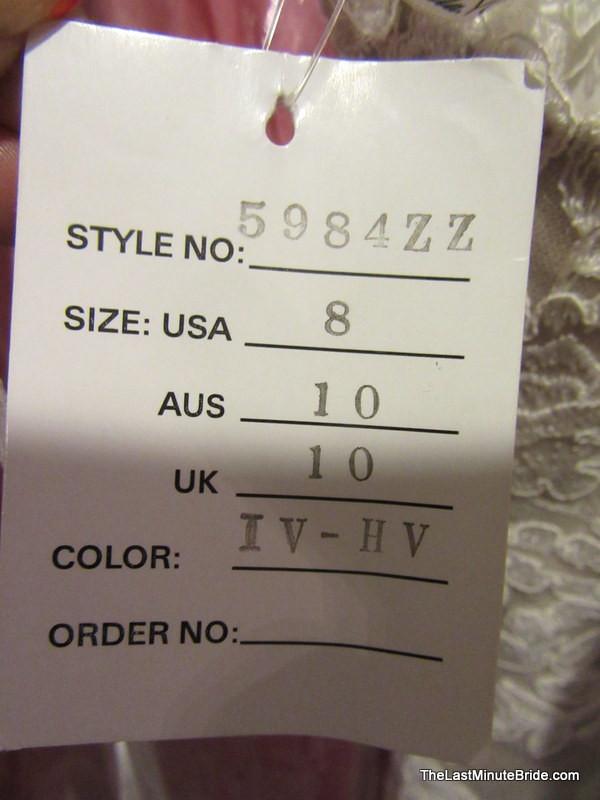 STYLE NO: 5984ZZ
SIZE: USA 8
AUS 10
UK 10
COLOR: IV-HV
ORDER NO:
TheLastMinuteBride.com